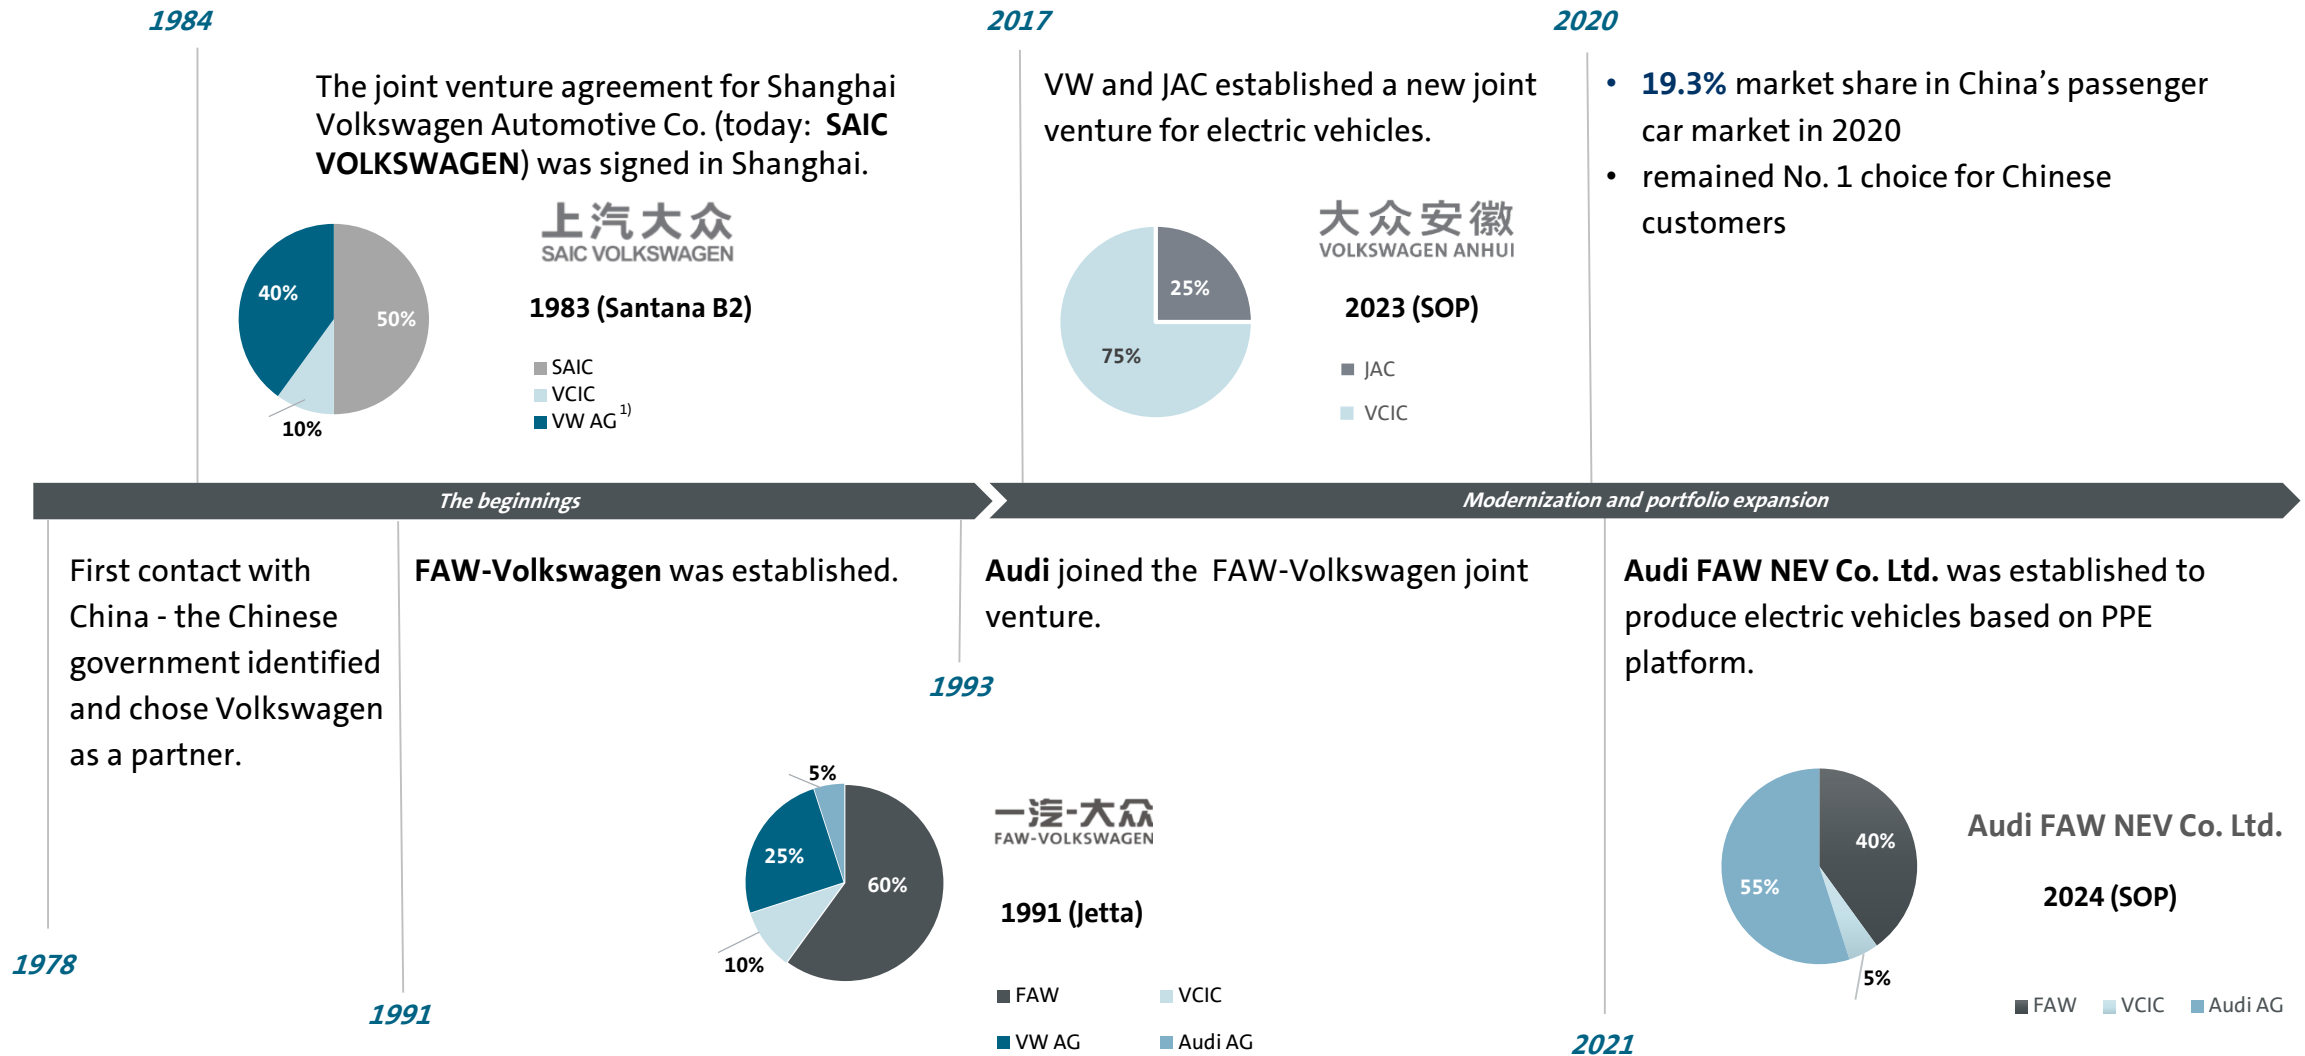 1984
The joint venture agreement for Shanghai
Volkswagen Automotive Co. (today: SAIC
VOLKSWAGEN) was signed in Shanghai.
上汽大众
SAIC VOLKSWAGEN
40%
50%
10%
1983 (Santana B2)
SAIC
VCIC
VW AG 1)
2017
VW and JAC established a new joint
venture for electric vehicles.
大众安徽
VOLKSWAGEN ANHUI
25%
75%
2023 (SOP)
JAC
VCIC
2020
• 19.3% market share in China’s passenger
car market in 2020
• remained No. 1 choice for Chinese
customers
The beginnings
Modernization and portfolio expansion
First contact with
China - the Chinese
government identified
and chose Volkswagen
as a partner.
1978
FAW-Volkswagen was established.
1991
5%
25%
60%
10%
一汽-大众
FAW-VOLKSWAGEN
1991 (Jetta)
FAW
VCIC
VW AG
Audi AG
Audi joined the FAW-Volkswagen joint
venture.
1993
Audi FAW NEV Co. Ltd. was established to
produce electric vehicles based on PPE
platform.
40%
55%
5%
Audi FAW NEV Co. Ltd.
2024 (SOP)
FAW VCIC Audi AG
2021